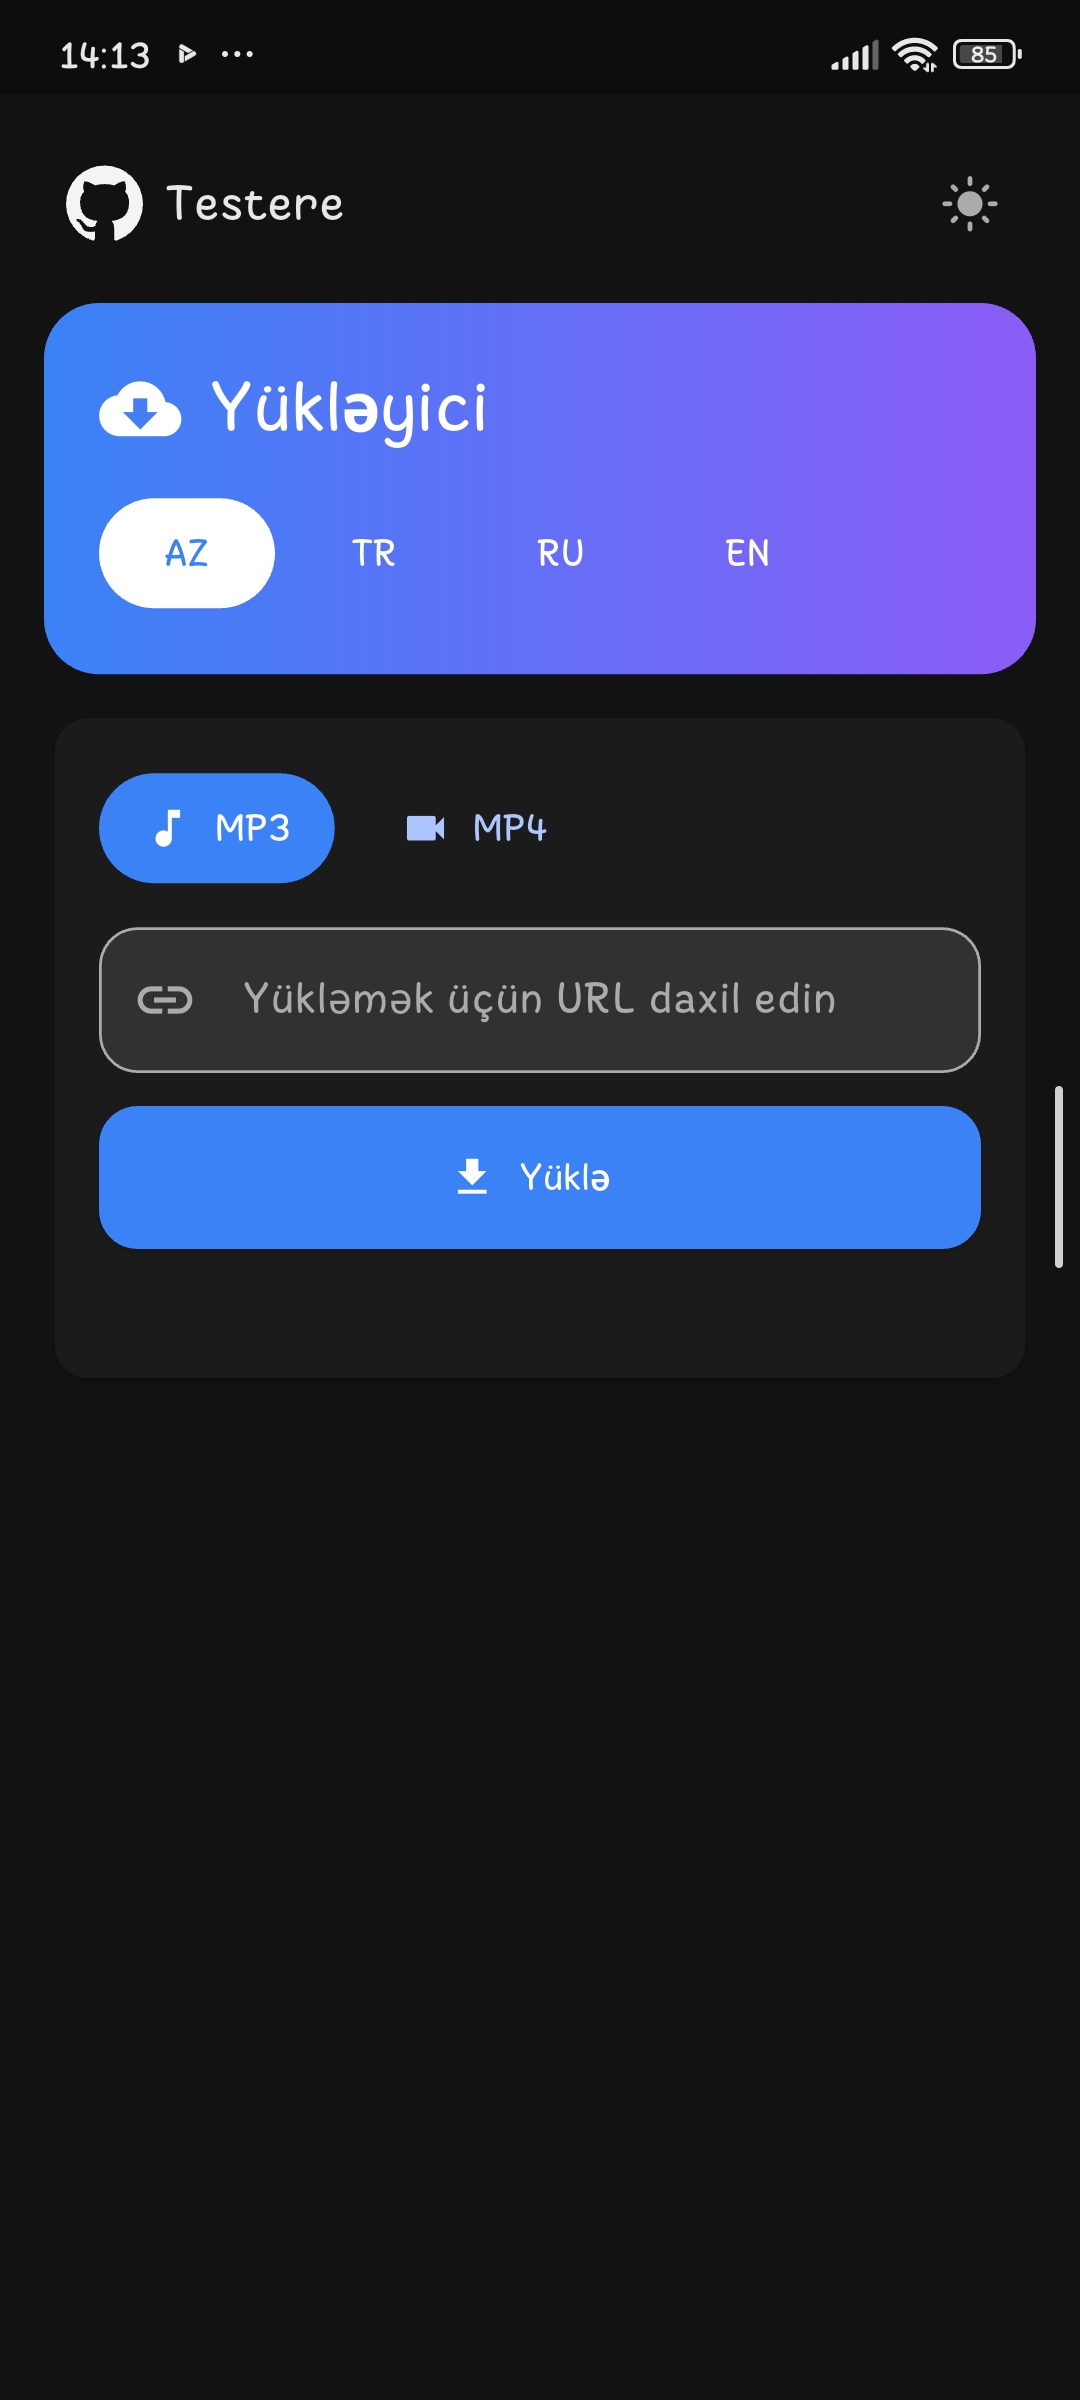 14:13 85
Testere
Yükləyici
AZ TR RU EN
MP3 MP4
Yükləmək üçün URL daxil edin
Yüklə